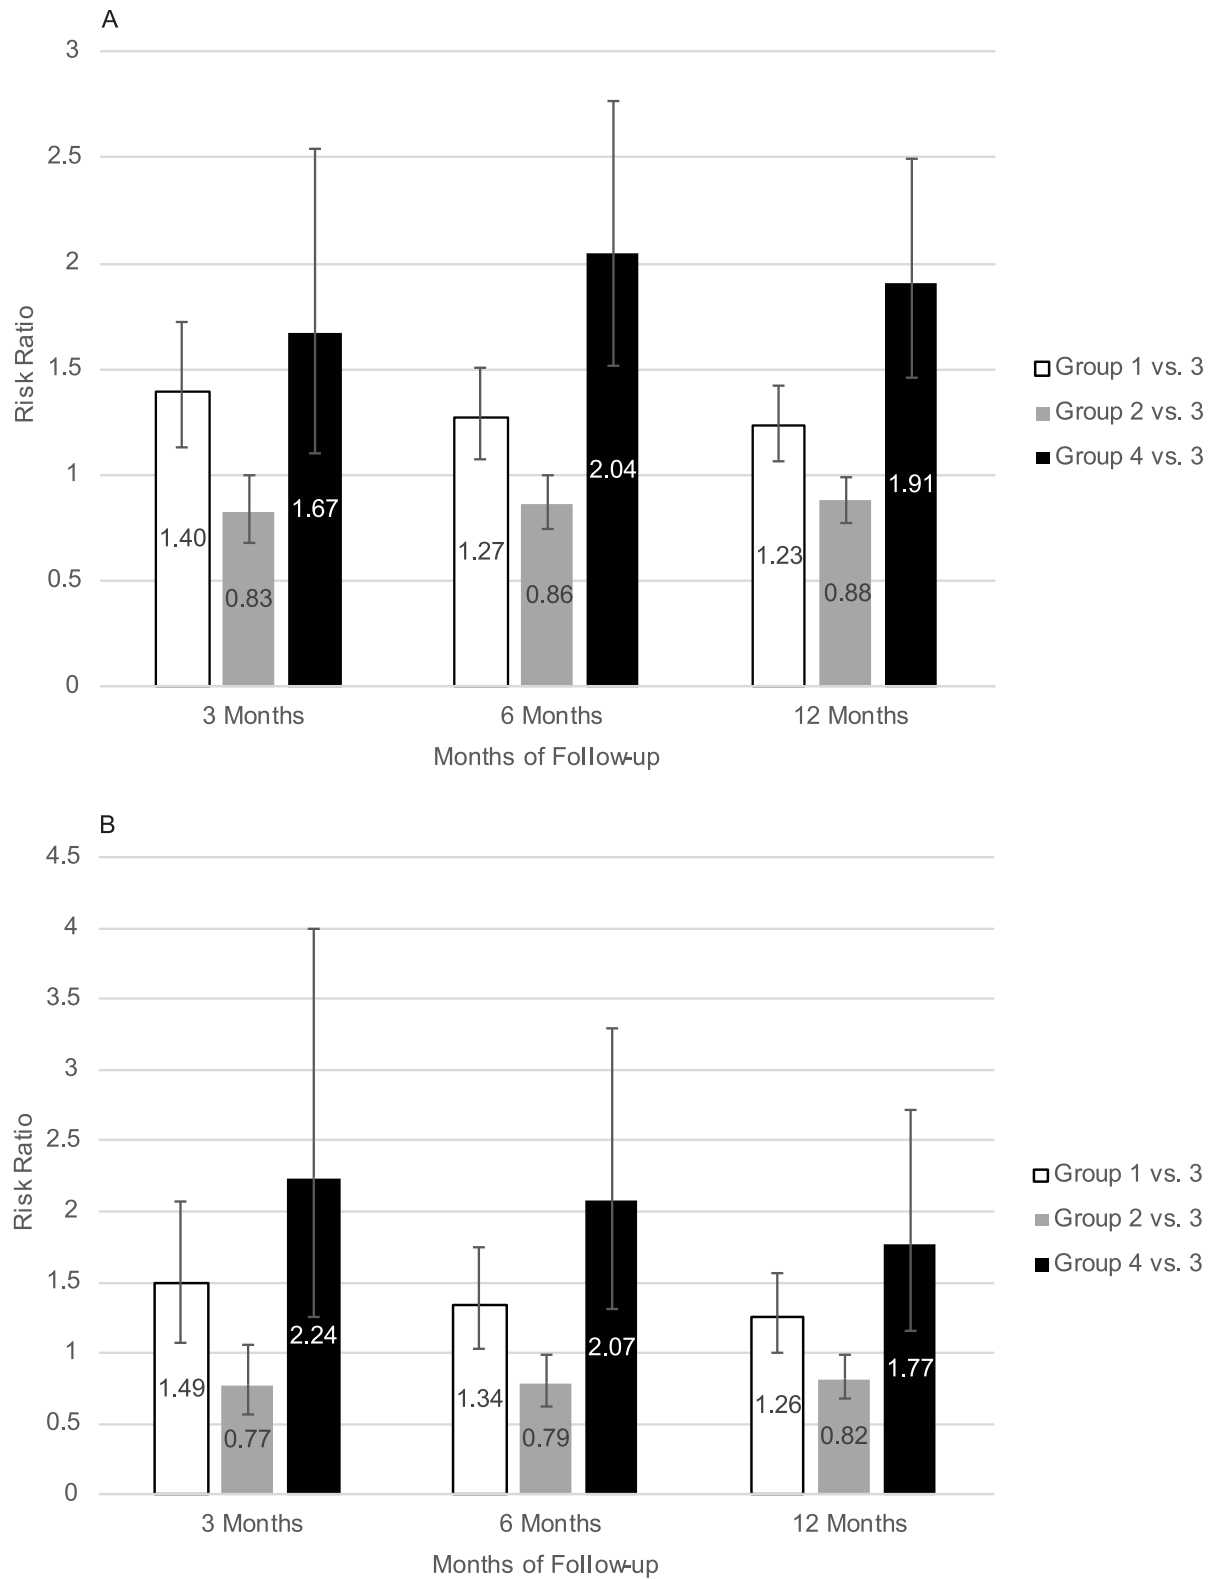 A
3
2.5
2
1.5
1
0.5
0
Risk Ratio
1.40
0.83
1.67
1.27
0.86
2.04
1.23
0.88
1.91
3 Months
6 Months
12 Months
Months of Follow-up
Group 1 vs. 3
Group 2 vs. 3
Group 4 vs. 3
B
4.5
4
3.5
3
2.5
2
1.5
1
0.5
0
Risk Ratio
1.49
0.77
2.24
1.34
0.79
2.07
1.26
0.82
1.77
3 Months
6 Months
12 Months
Months of Follow-up
Group 1 vs. 3
Group 2 vs. 3
Group 4 vs. 3